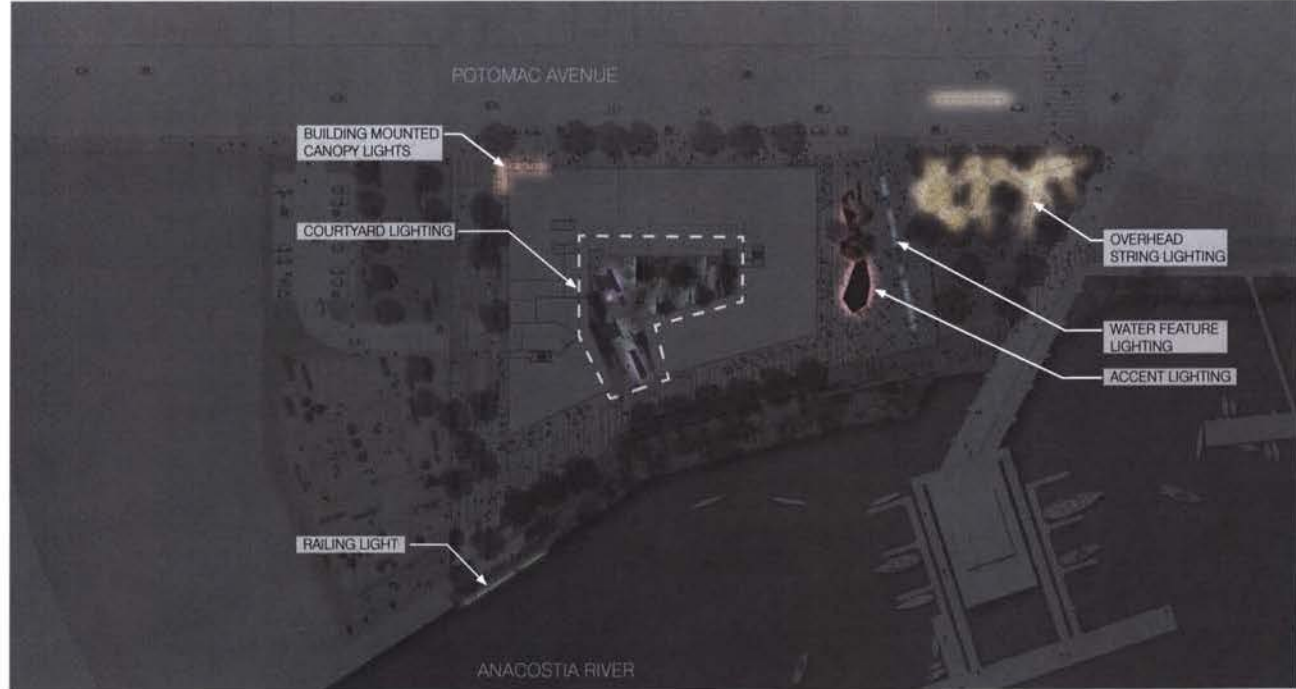 POTOMAC AVENUE
BUILDING MOUNTED
CANOPY LIGHTS
COURTYARD LIGHTING
OVERHEAD
STRING LIGHTING
WATER FEATURE
LIGHTING
ACCENT LIGHTING
RAILING LIGHT
ANACOSTIA RIVER